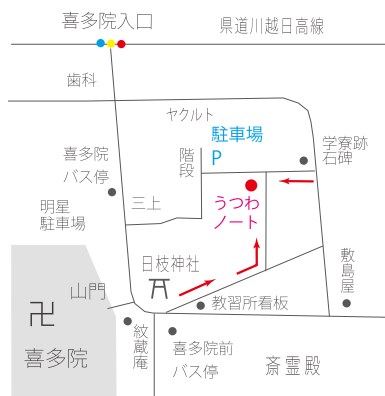 喜多院入口
県道川越日高線
歯科
ヤクルト
駐車場
P
階段
学寮跡
石碑
喜多院
バス停
うつわ
ノート
三上
明星
駐車場
日枝神社
敷島屋
山門
教習所看板
卍
喜多院
紋蔵庵
喜多院前
バス停
斎霊殿